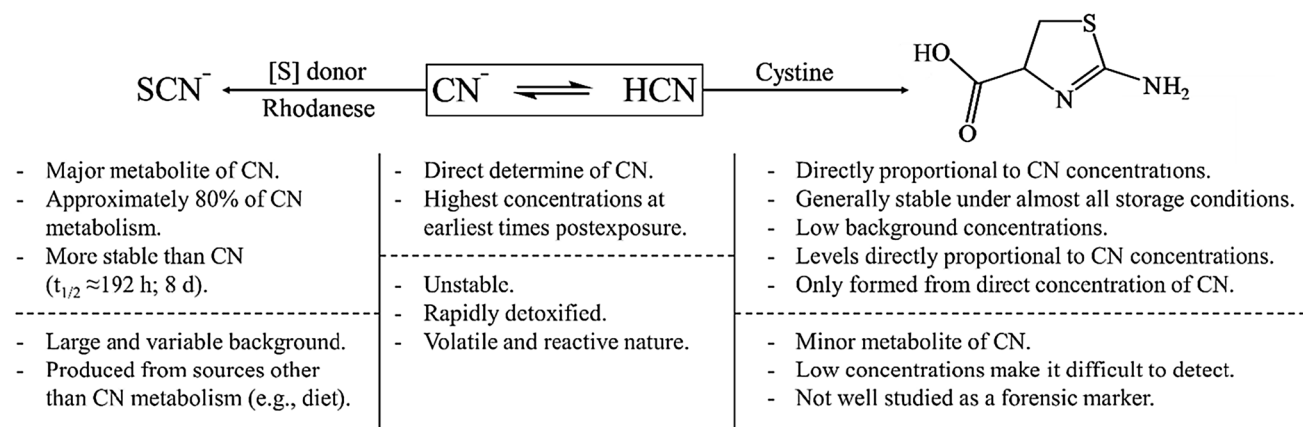 [S] donor
SCN⁻
Rhodanese
CN⁻ ⇌ HCN
Cystine
HO
O
S
N
NH₂
- Major metabolite of CN.
- Approximately 80% of CN
metabolism.
- More stable than CN
(t1/2 ≈192 h; 8 d).
- Large and variable background.
- Produced from sources other
than CN metabolism (e.g., diet).
- Direct determine of CN.
- Highest concentrations at
earliest times postexposure.
- Unstable.
- Rapidly detoxified.
- Volatile and reactive nature.
- Directly proportional to CN concentrations.
- Generally stable under almost all storage conditions.
- Low background concentrations.
- Levels directly proportional to CN concentrations.
- Only formed from direct concentration of CN.
- Minor metabolite of CN.
- Low concentrations make it difficult to detect.
- Not well studied as a forensic marker.